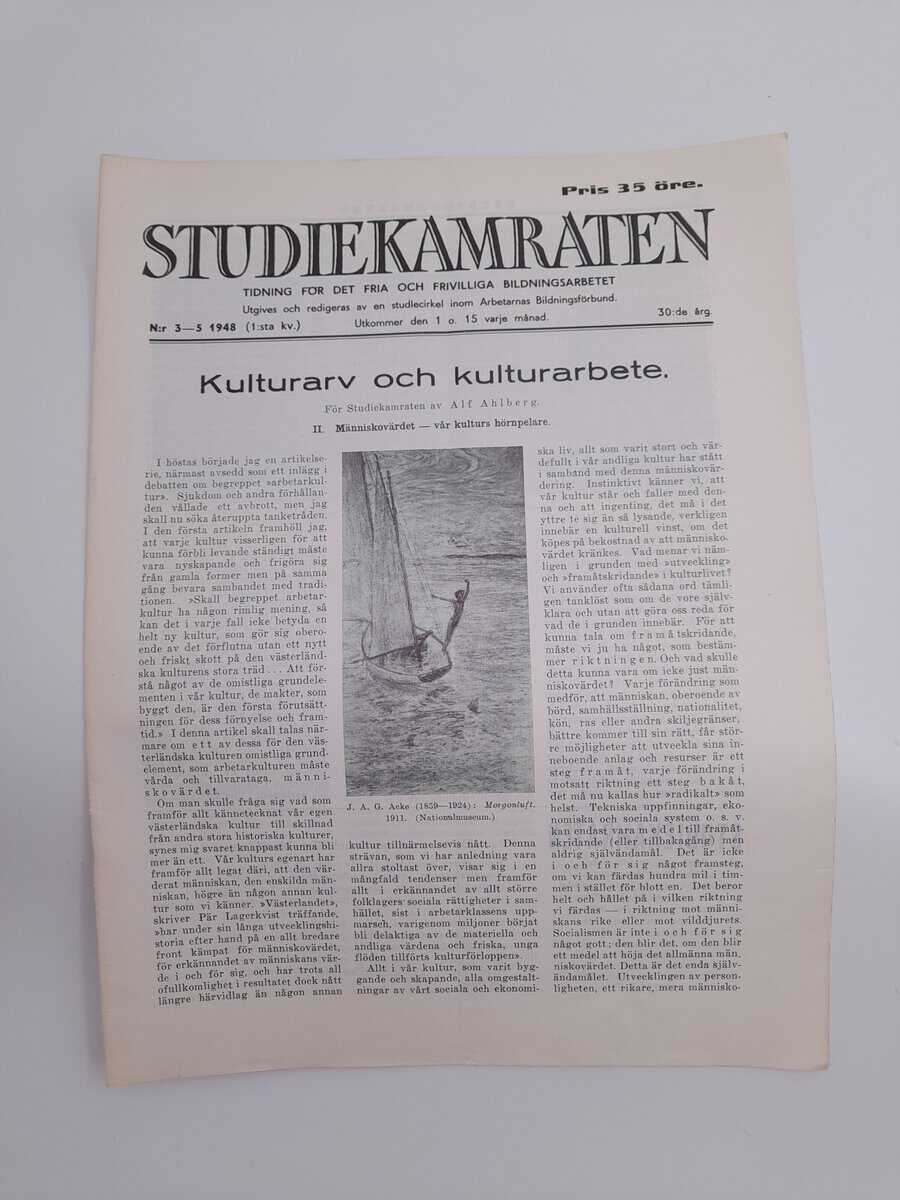 Pris 35 öre.
STUDIEKAMRATEN
TIDNING FÖR DET FRIA OCH FRIVILLIGA BILDNINGSARBETET
Utgives och redigeras av en studiecirkel inom Arbetarnas Bildningsförbund.
N:r 3—5 1948 (1:sta kv.)
Utkommer den 1 o. 15 varje månad.
30:de årg.
Kulturarv och kulturarbete.
För Studiekamraten av Alf Ahlberg.
II. Människovärdet — vår kulturs hörnpelare.
I höstas började jag en artikelse-
rie, närmast avsedd som ett inlägg i
debatten om begreppet »arbetarkul-
tur». Sjukdom och andra förhållan-
den vållade ett avbrott, men jag
skall nu söka återuppta tanketråden.
I den första artikeln framhöll jag,
att varje kultur visserligen för att
kunna förbli levande ständigt måste
vara nyskapande och frigöra sig
från gamla former men på samma
gång bevara sambandet med tradi-
tionen. »Skall begreppet arbetar-
kultur ha någon rimlig mening, så
kan det i varje fall icke betyda en
helt ny kultur, som gör sig obero-
ende av det förflutna utan ett nytt
och friskt skott på den västerländ-
ska kulturens stora träd... Att för-
stå något av de omistliga grundele-
menten i vår kultur, de makter, som
byggt den, är den första förutsätt-
ningen för dess förnyelse och fram-
tid.» I denna artikel skall talas när-
mare om ett av dessa för den väs-
terländska kulturen omistliga grund-
element, som arbetarkulturen måste
vårda och tillvarataga, männi-
skovärdet.
Om man skulle fråga sig vad som
framför allt kännetecknat vår egen
västerländska kultur till skillnad
från andra stora historiska kulturer,
synes mig svaret knappast kunna bli
mer än ett. Vår kulturs egenart har
framför allt legat däri, att den vär-
derat människan, den enskilda män-
niskan, högre än någon annan kul-
tur som vi känner. »Västerlandet»,
skriver Pär Lagerkvist träffande,
»har under sin långa utvecklingshi-
storia efter hand på en allt bredare
front kämpat för människovärdet,
för erkännandet av människans vär-
de i och för sig, och har trots all
ofullkomlighet i resultatet dock nått
längre härvidlag än någon annan
J. A. G. Acke (1859—1924): Morgonluft.
1911. (Nationalmuseum.)
kultur tillnärmelsevis nått. Denna
strävan, som vi har anledning vara
allra stoltast över, visar sig i en
mångfald tendenser men framför
allt i erkännandet av allt större
folklagers sociala rättigheter i sam-
hället, sist i arbetarklassens upp-
marsch, varigenom miljoner börjat
bli delaktiga av de materiella och
andliga värdena och friska, unga
flöden tillförts kulturförloppen».
Allt i vår kultur, som varit byg-
gande och skapande, alla omgestalt-
ningar av vårt sociala och ekonomi-
ska liv, allt som varit stort och vär-
defullt i vår andliga kultur har stått
i samband med denna människovär-
dering. Instinktivt känner vi, att
vår kultur står och faller med den-
na och att ingenting, det må i det
yttre te sig än så lysande, verkligen
innebär en kulturell vinst, om det
köpes på bekostnad av att människo-
värdet kränkes. Vad menar vi näm-
ligen i grunden med »utveckling»
och »framåtskridande» i kulturlivet?
Vi använder ofta sådana ord tämli-
gen tanklöst som om de vore själv-
klara och utan att göra oss reda för
vad de i grunden innebär. För att
kunna tala om framåtskridande,
måste vi ju ha något, som bestäm-
mer riktningen. Och vad skulle
detta kunna vara om icke just män-
niskovärdet? Varje förändring som
medför, att människan, oberoende av
börd, samhällsställning, nationalitet,
kön, ras eller andra skiljegränser,
bättre kommer till sin rätt, får stör-
re möjligheter att utveckla sina in-
neboende anlag och resurser är ett
steg framåt, varje förändring i
motsatt riktning ett steg bakåt,
det må nu kallas hur »radikalt» som
helst. Tekniska uppfinningar, eko-
nomiska och sociala system o. s. v.
kan endast vara medel till framåt-
skridande (eller tillbakagång) men
aldrig självändamål. Det är icke
i och för sig något framsteg,
om vi kan färdas hundra mil i tim-
men i stället för blott en. Det beror
helt och hållet på i vilken riktning
vi färdas — i riktning mot männi-
skans rike eller mot vilddjurets.
Socialismen är inte i och för sig
något gott; den blir det, om den blir
ett medel att höja det allmänna män-
niskovärdet. Detta är det enda själv-
ändamålet. Utvecklingen av person-
ligheten, ett rikare, mera människo-